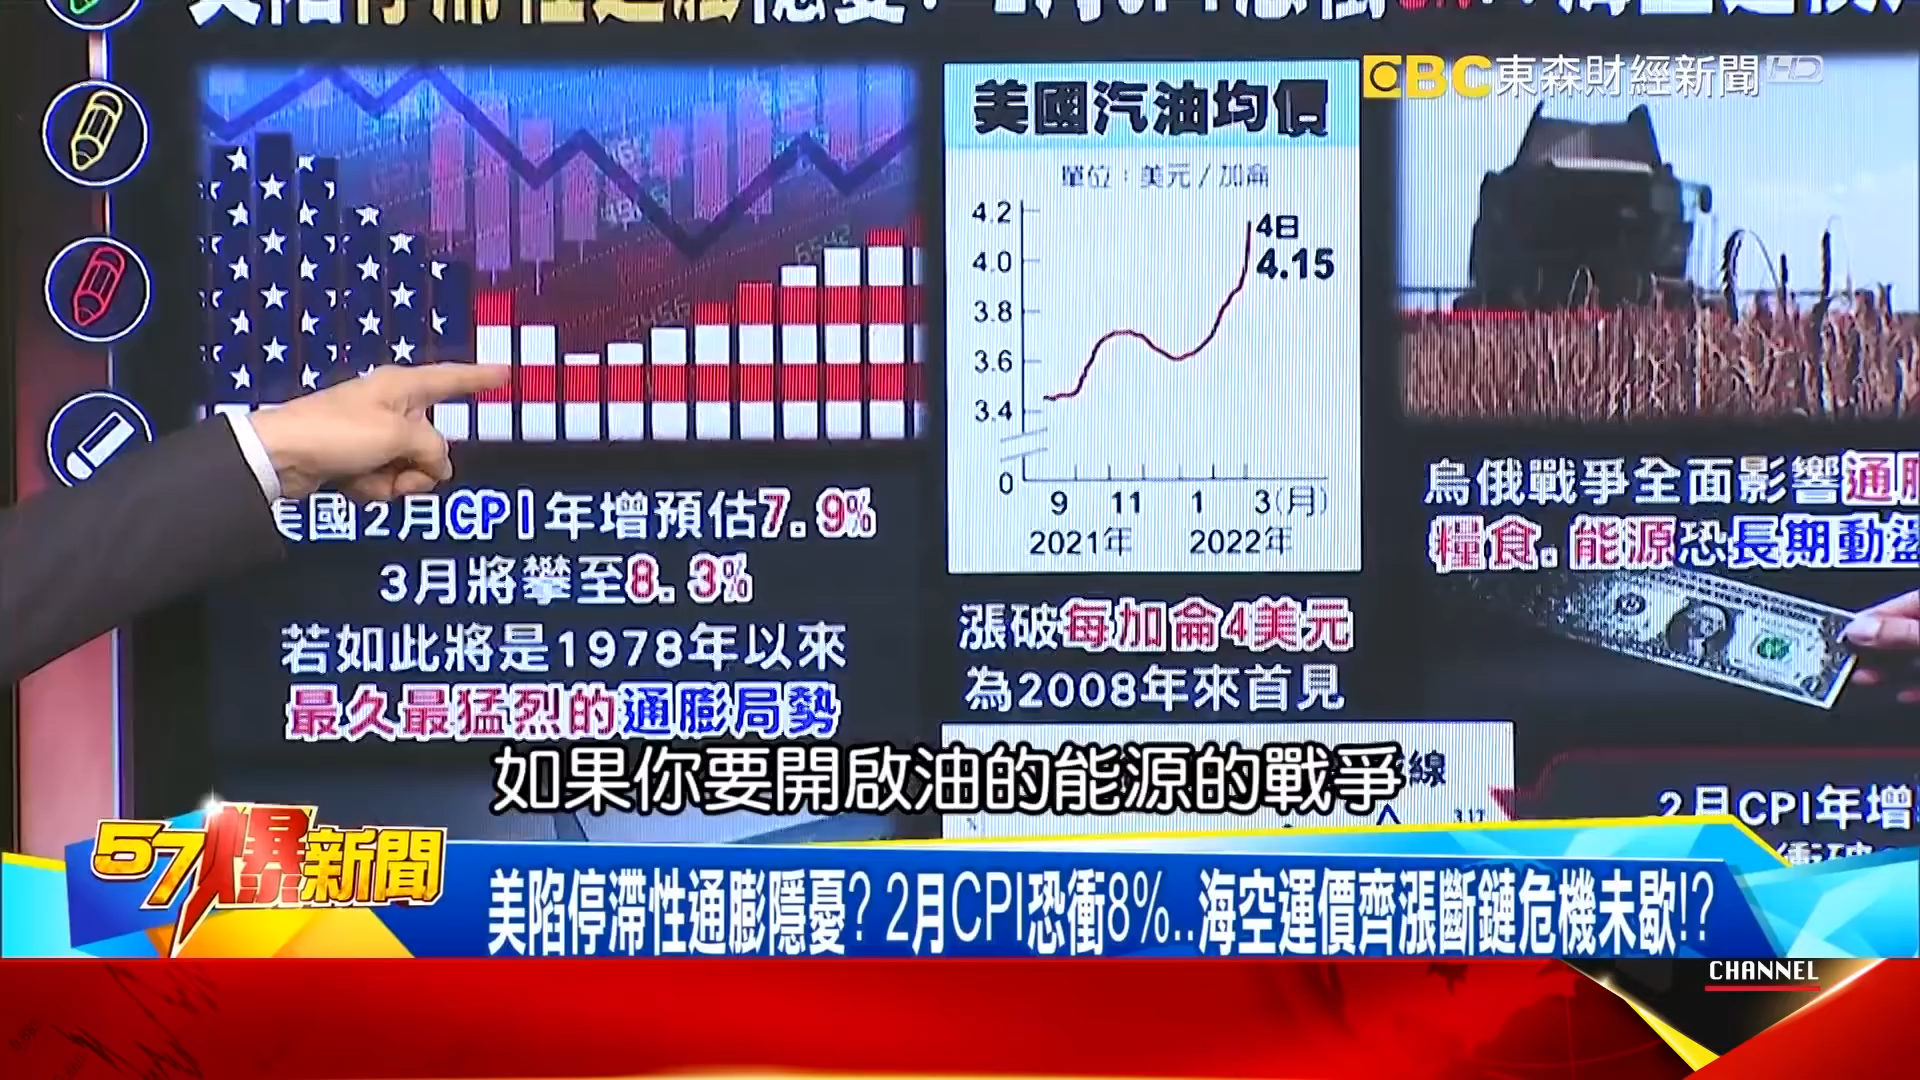 EBC東森財經新聞HD
美國汽油均價
單位：美元/加侖
4.2
4.0
3.8
3.6
3.4
0
4日
4.15
9 11 1 3(月)
2021年 2022年
國2月CPI年增預估7.9%
3月將攀至8.3%
若如此將是1978年以來
最久最猛烈的通膨局勢
漲破每加侖4美元
為2008年來首見
烏俄戰爭全面影響通
糧食.能源恐長期動盪
線
2月CPI年增
如果你要開啟油的能源的戰爭
57爆新聞
美陷停滯性通膨隱憂?2月CPI恐衝8%..海空運價齊漲斷鏈危機未歇!?
CHANNEL